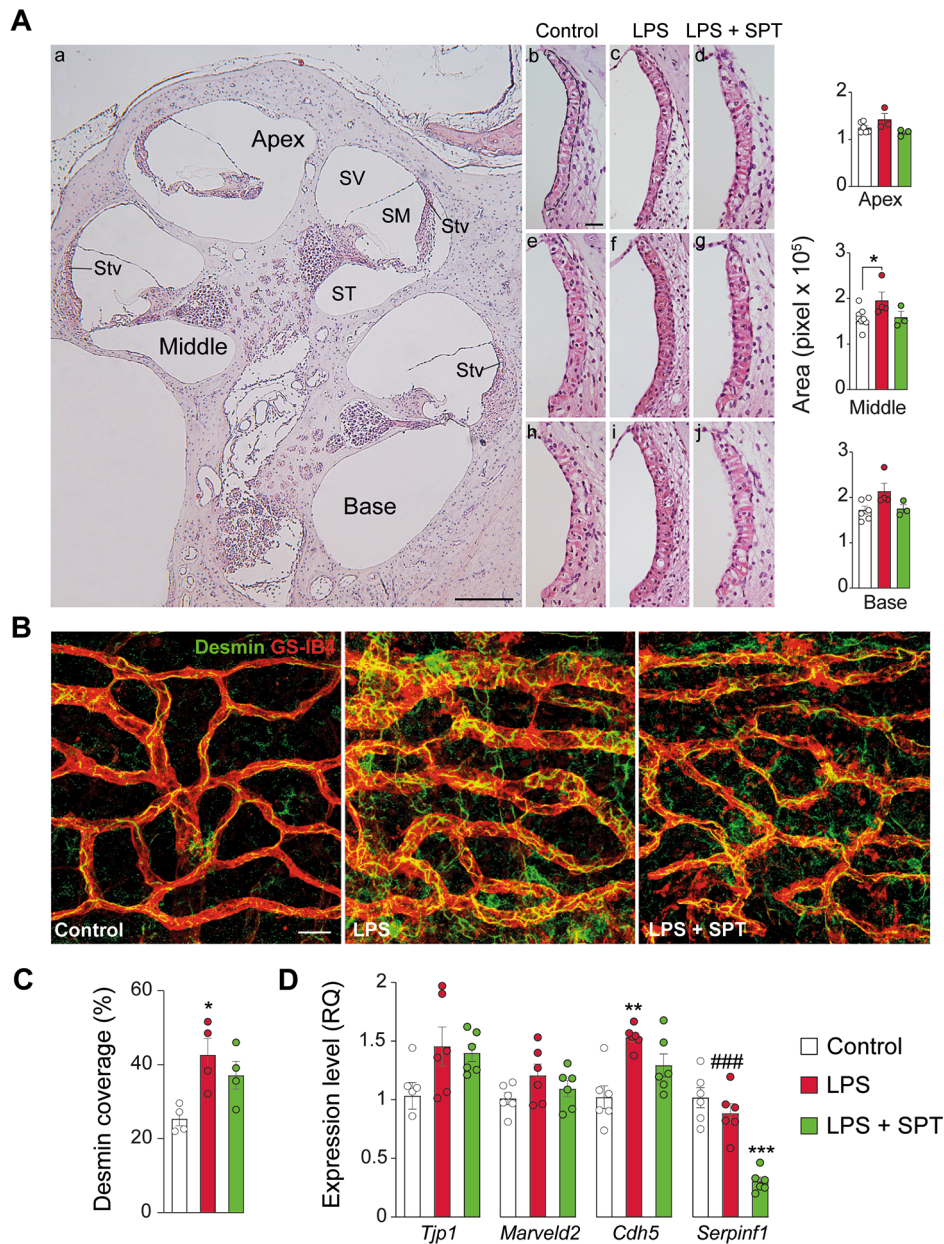 A
Control LPS LPS + SPT
a
b
c
d
Apex
SV
SM
Stv
Stv
ST
Middle
Stv
Base
e
f
g
h
i
j
Area (pixel x 10⁵)
2
1
0
Apex
3
2
1
0
*
Middle
3
2
1
0
Base
B
Desmin GS-IB4
Control
LPS
LPS + SPT
C
Desmin coverage (%)
60
40
20
0
*
D
Expression level (RQ)
2
1.5
1
0.5
0
**
###
***
Tjp1 Marveld2 Cdh5 Serpinf1
Control
LPS
LPS + SPT